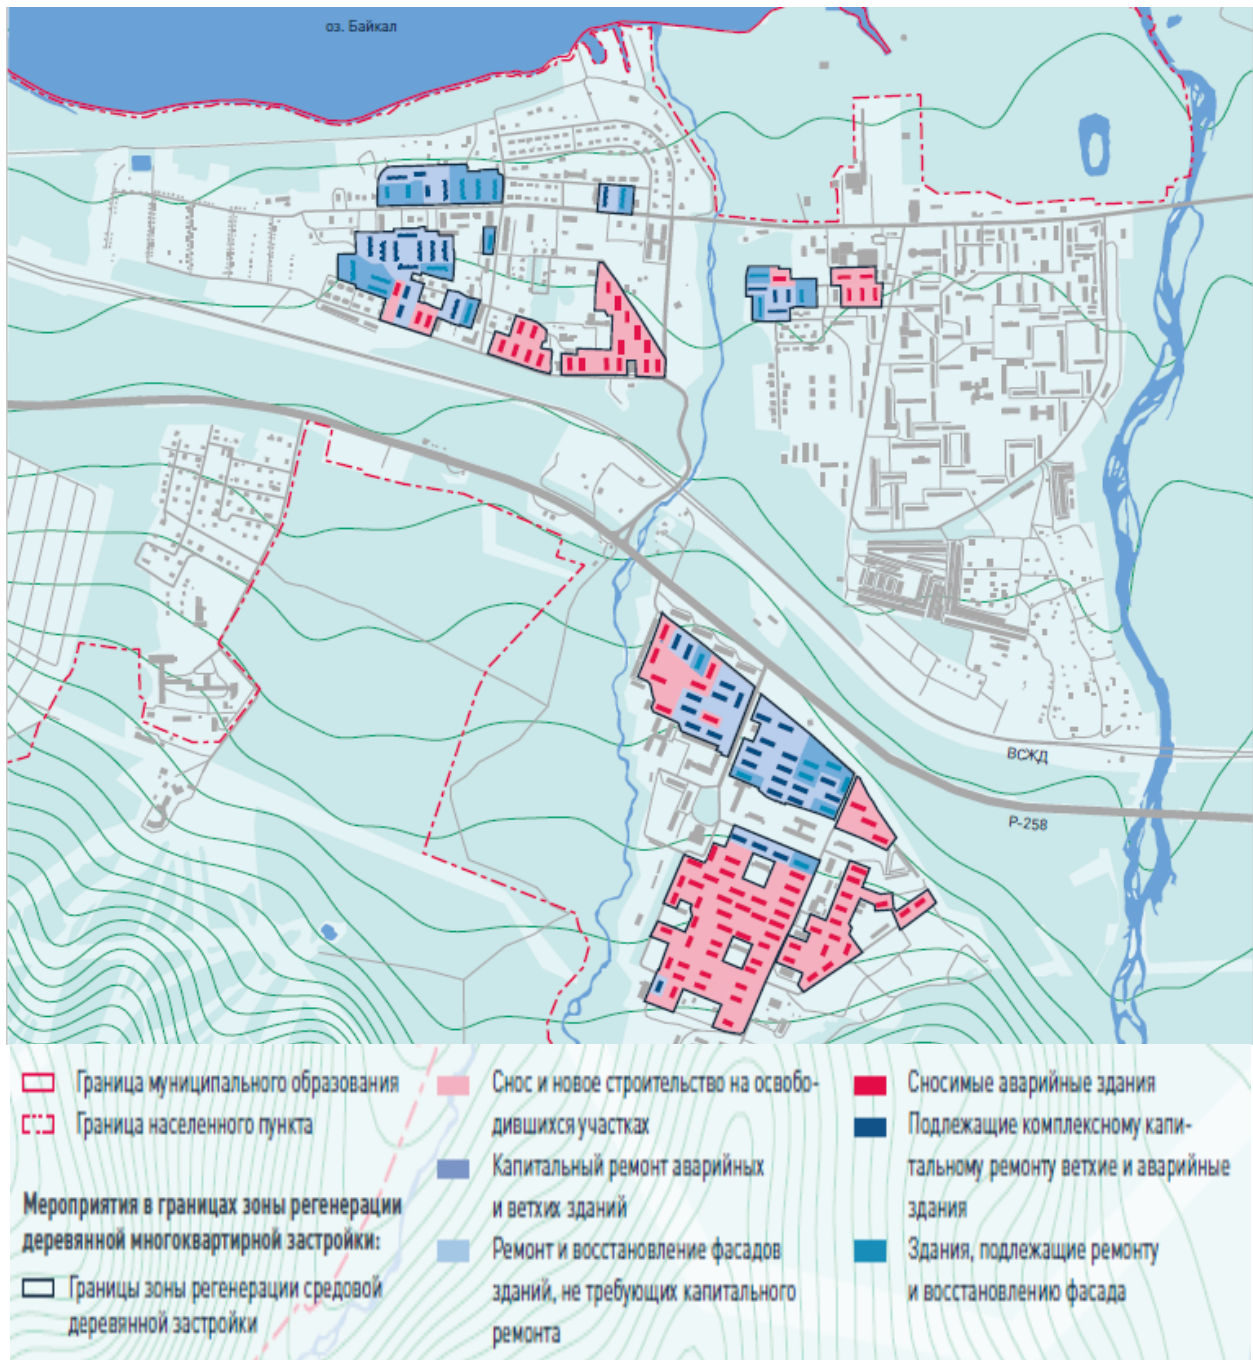 оз. Байкал
ВСЖД
Р-258
Граница муниципального образования
Граница населенного пункта
Мероприятия в границах зоны регенерации
деревянной многоквартирной застройки:
Границы зоны регенерации средовой
деревянной застройки
Снос и новое строительство на освобо-
дившихся участках
Капитальный ремонт аварийных
и ветхих зданий
Ремонт и восстановление фасадов
зданий, не требующих капитального
ремонта
Сносимые аварийные здания
Подлежащие комплексному капи-
тальному ремонту ветхие и аварийные
здания
Здания, подлежащие ремонту
и восстановлению фасада